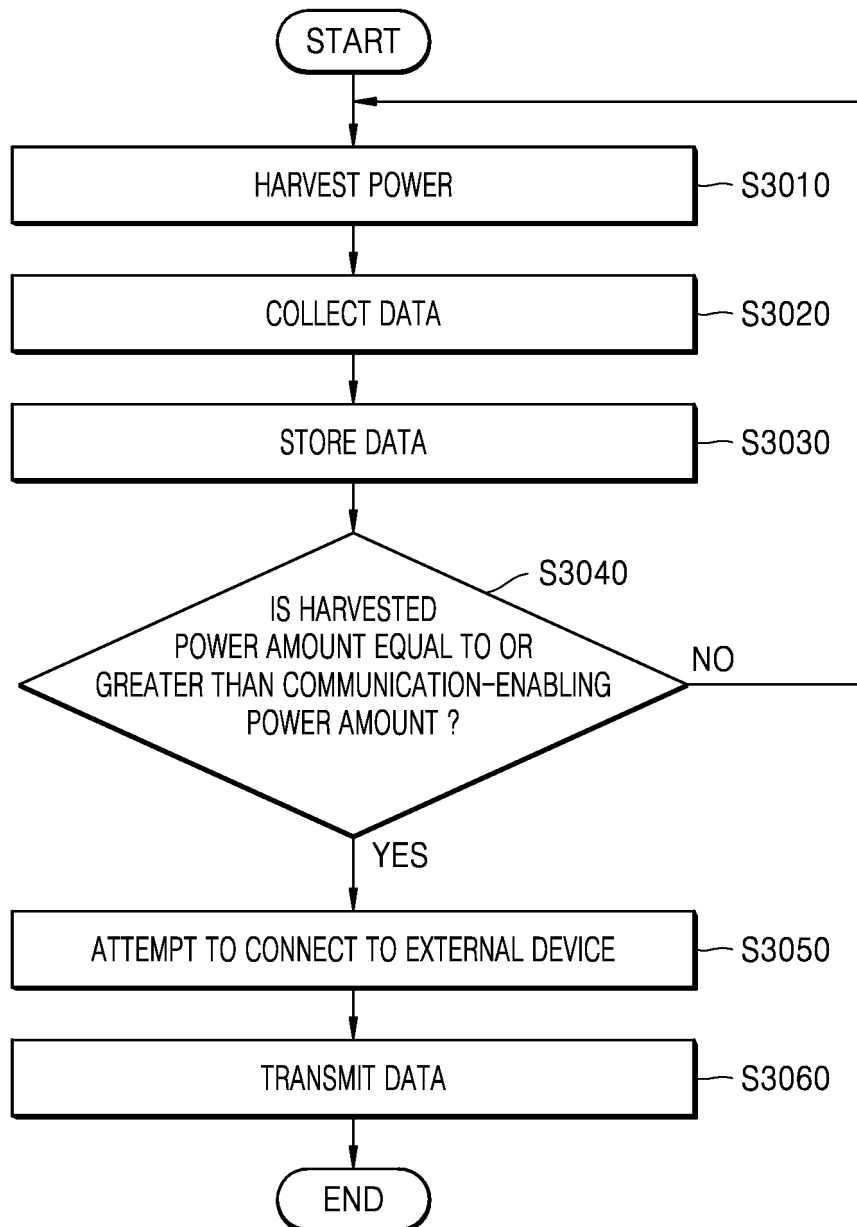 START
HARVEST POWER
S3010
COLLECT DATA
S3020
STORE DATA
S3030
S3040
IS HARVESTED
POWER AMOUNT EQUAL TO OR
GREATER THAN COMMUNICATION-ENABLING
POWER AMOUNT ?
NO
YES
ATTEMPT TO CONNECT TO EXTERNAL DEVICE
S3050
TRANSMIT DATA
S3060
END